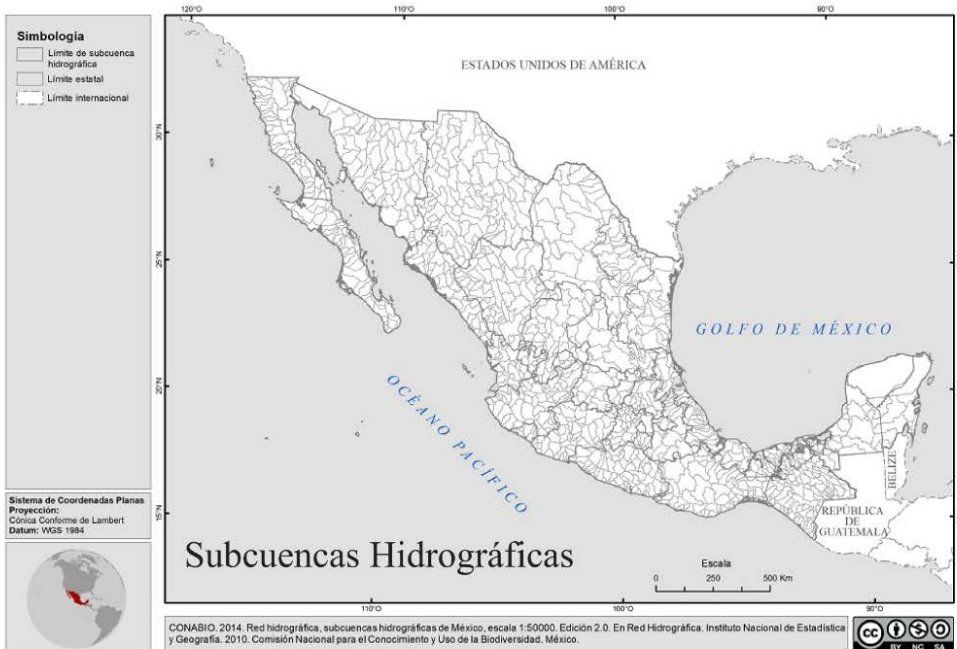 Simbología
Límite de subcuenca
hidrográfica
Límite estatal
Límite internacional
120°O
110°O
100°O
90°O
ESTADOS UNIDOS DE AMÉRICA
30°N
25°N
20°N
15°N
GOLFO DE MÉXICO
OCÉANO PACÍFICO
BELIZE
REPÚBLICA
DE
GUATEMALA
Subcuencas Hidrográficas
Escala
0 250 500 Km
110°O
100°O
90°O
Sistema de Coordenadas Planas
Proyección:
Cónica Conforme de Lambert
Datum: WGS 1984
CONABIO. 2014. Red hidrográfica, subcuencas hidrográficas de México, escala 1:50000. Edición 2.0. En Red Hidrográfica. Instituto Nacional de Estadística
y Geografía. 2010. Comisión Nacional para el Conocimiento y Uso de la Biodiversidad. México.
cc
BY NC SA